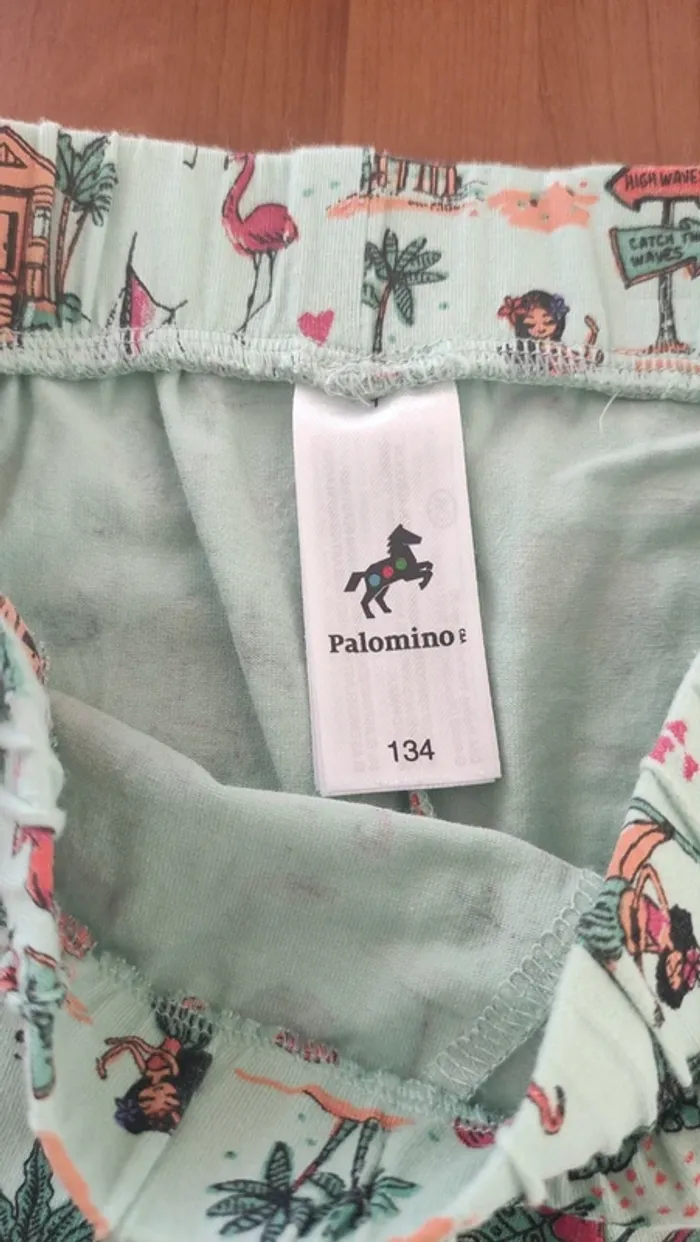 HIGH WAVES
CATCH THE
WAVES
Palomino
134